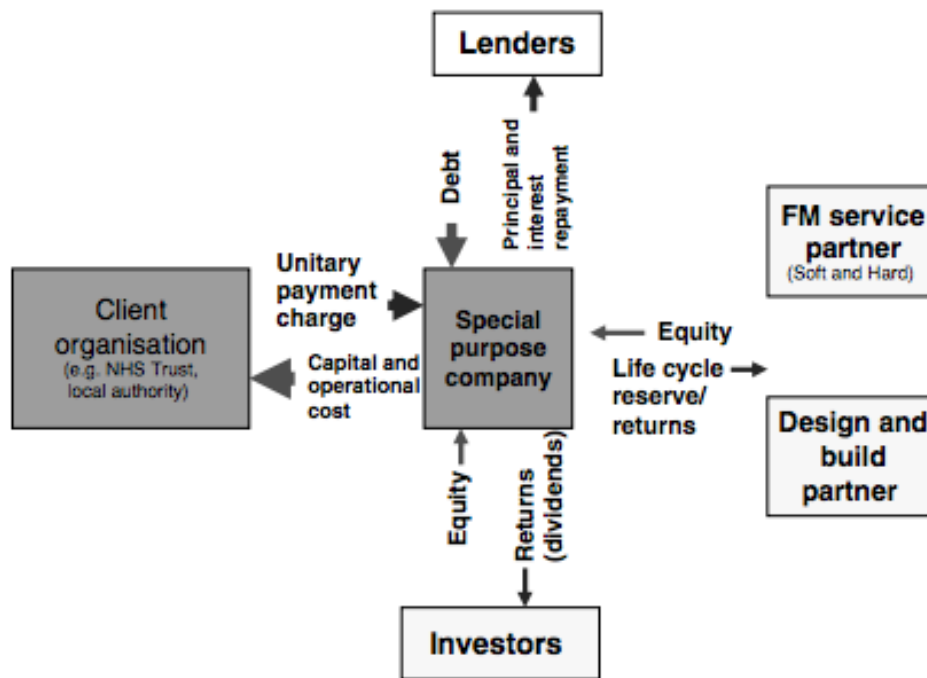 Lenders
Debt
Principal and
interest
repayment
FM service
partner
(Soft and Hard)
Client
organisation
(e.g. NHS Trust,
local authority)
Unitary
payment
charge
Capital and
operational
cost
Special
purpose
company
Equity
Life cycle
reserve/
returns
Design and
build
partner
Equity
Returns
(dividends)
Investors